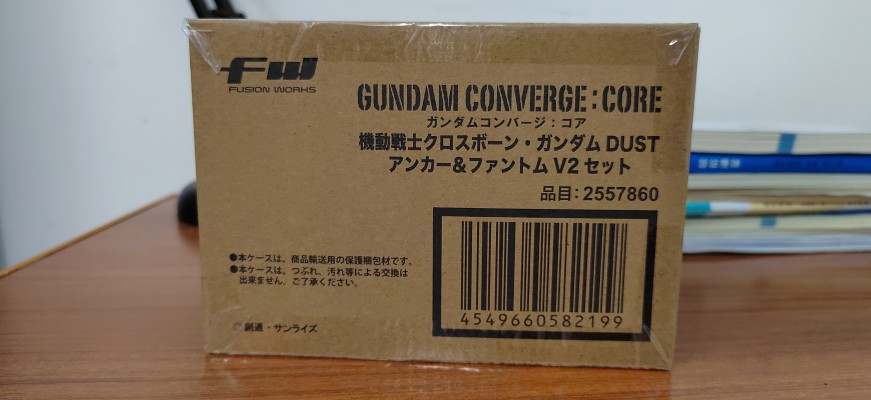 FW
FUSION WORKS
GUNDAM CONVERGE:CORE
ガンダムコンバージ：コア
機動戦士クロスボーン・ガンダム DUST
アンカー&ファントム V2 セット
品目：2557860
●本ケースは、商品輸送用の保護梱包材です。
●本ケースは、つぶれ、汚れ等による交換は
出来ません。ご了承ください。
4549660582199
©創通・サンライズ